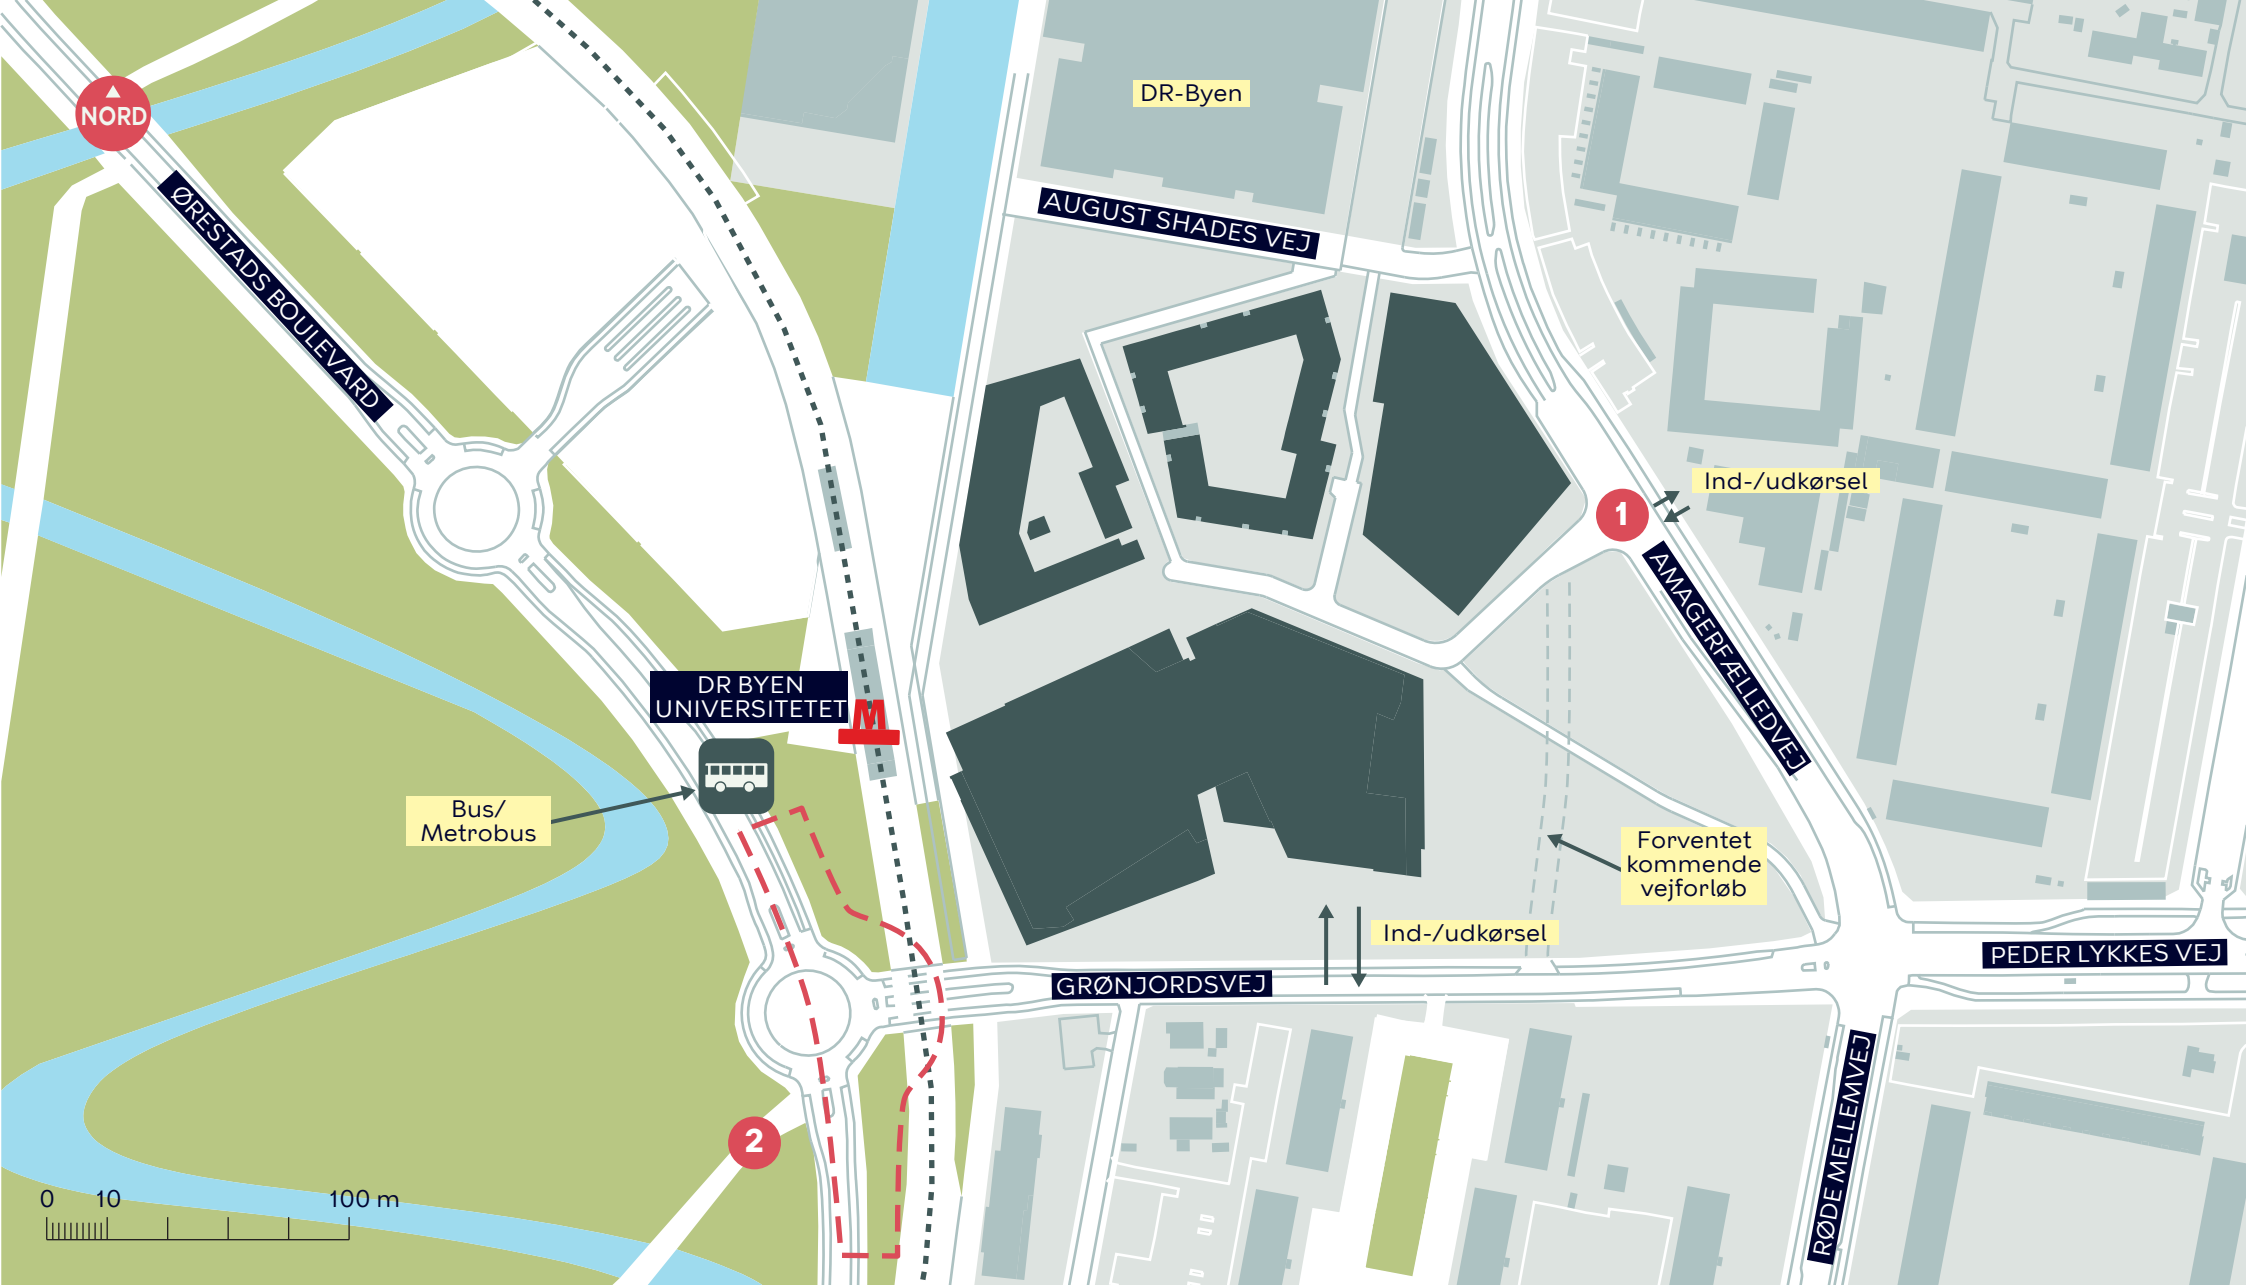 DR-Byen
NORD
ØRESTADS BOULEVARD
AUGUST SHADES VEJ
Ind-/udkørsel
1
AMAGERFÆLLEDVEJ
DR BYEN
UNIVERSITETET
M
Bus/
Metrobus
Forventet
kommende
vejforløb
Ind-/udkørsel
PEDER LYKKES VEJ
GRØNJORDSVEJ
RØDE MELLEMVEJ
2
0 10 100 m